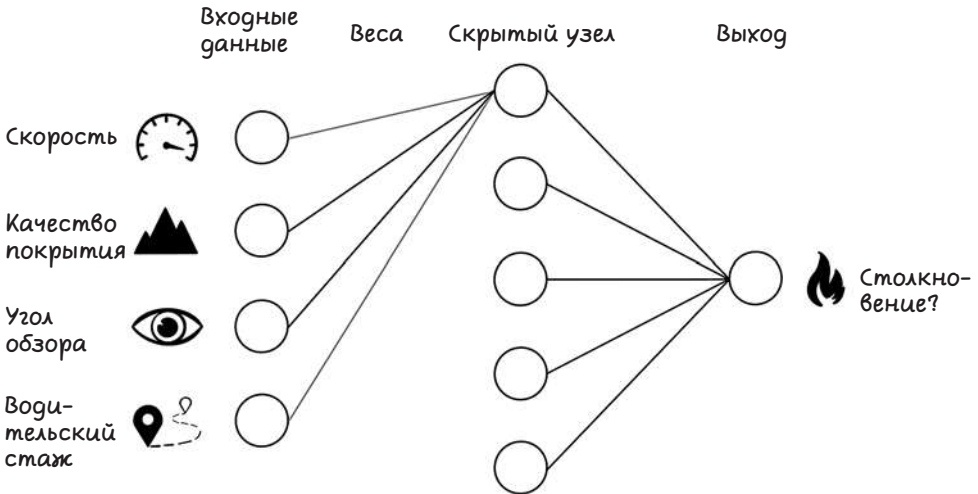 Входные
данные
Веса
Скрытый узел
Выход
Скорость
Качество
покрытия
Угол
обзора
Води-
тельский
стаж
Столкно-
вение?